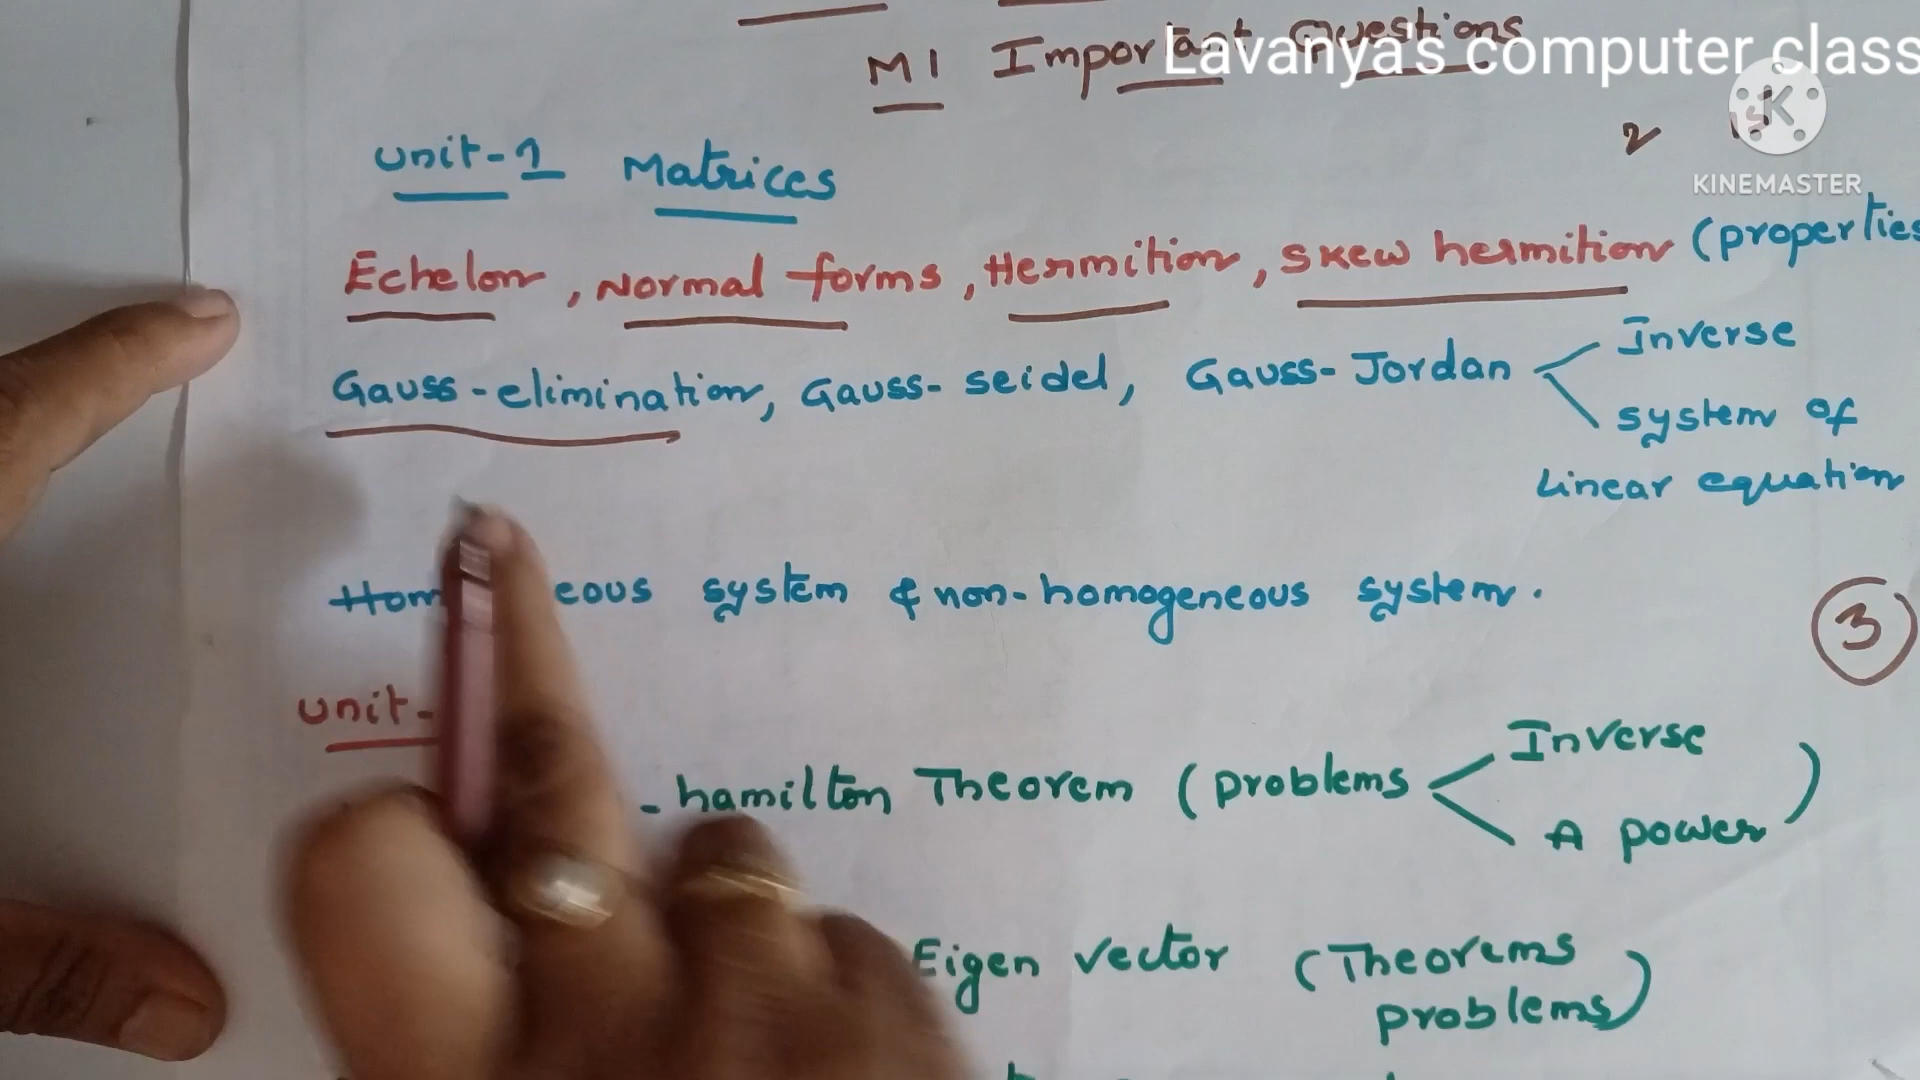 M1 Important Questions
Lavanya's computer class
2
KINEMASTER
Unit-1 Matrices
Echelon, Normal forms, Hermition, Skew hermition (properties
Gauss-elimination, Gauss-seidel, Gauss-Jordan
Inverse
system of
Linear equation
Hom eous system & non-homogeneous system.
3
Unit-
-hamilton Theorem (problems
Inverse
A power)
Eigen vector (Theorems
problems)